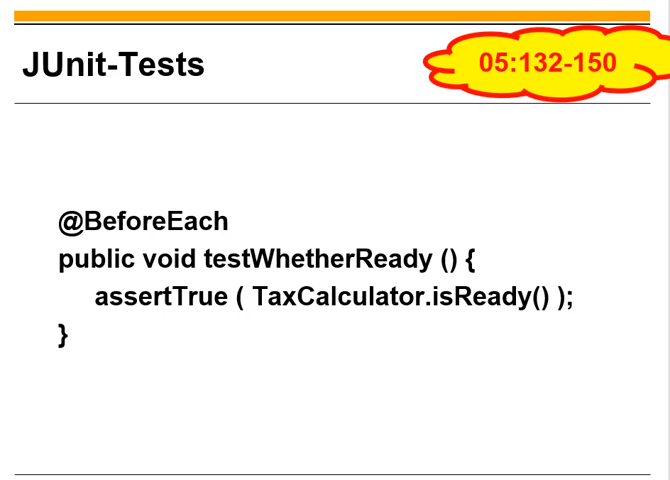 JUnit-Tests
05:132-150
@BeforeEach
public void testWhetherReady () {
assertTrue ( TaxCalculator.isReady() );
}